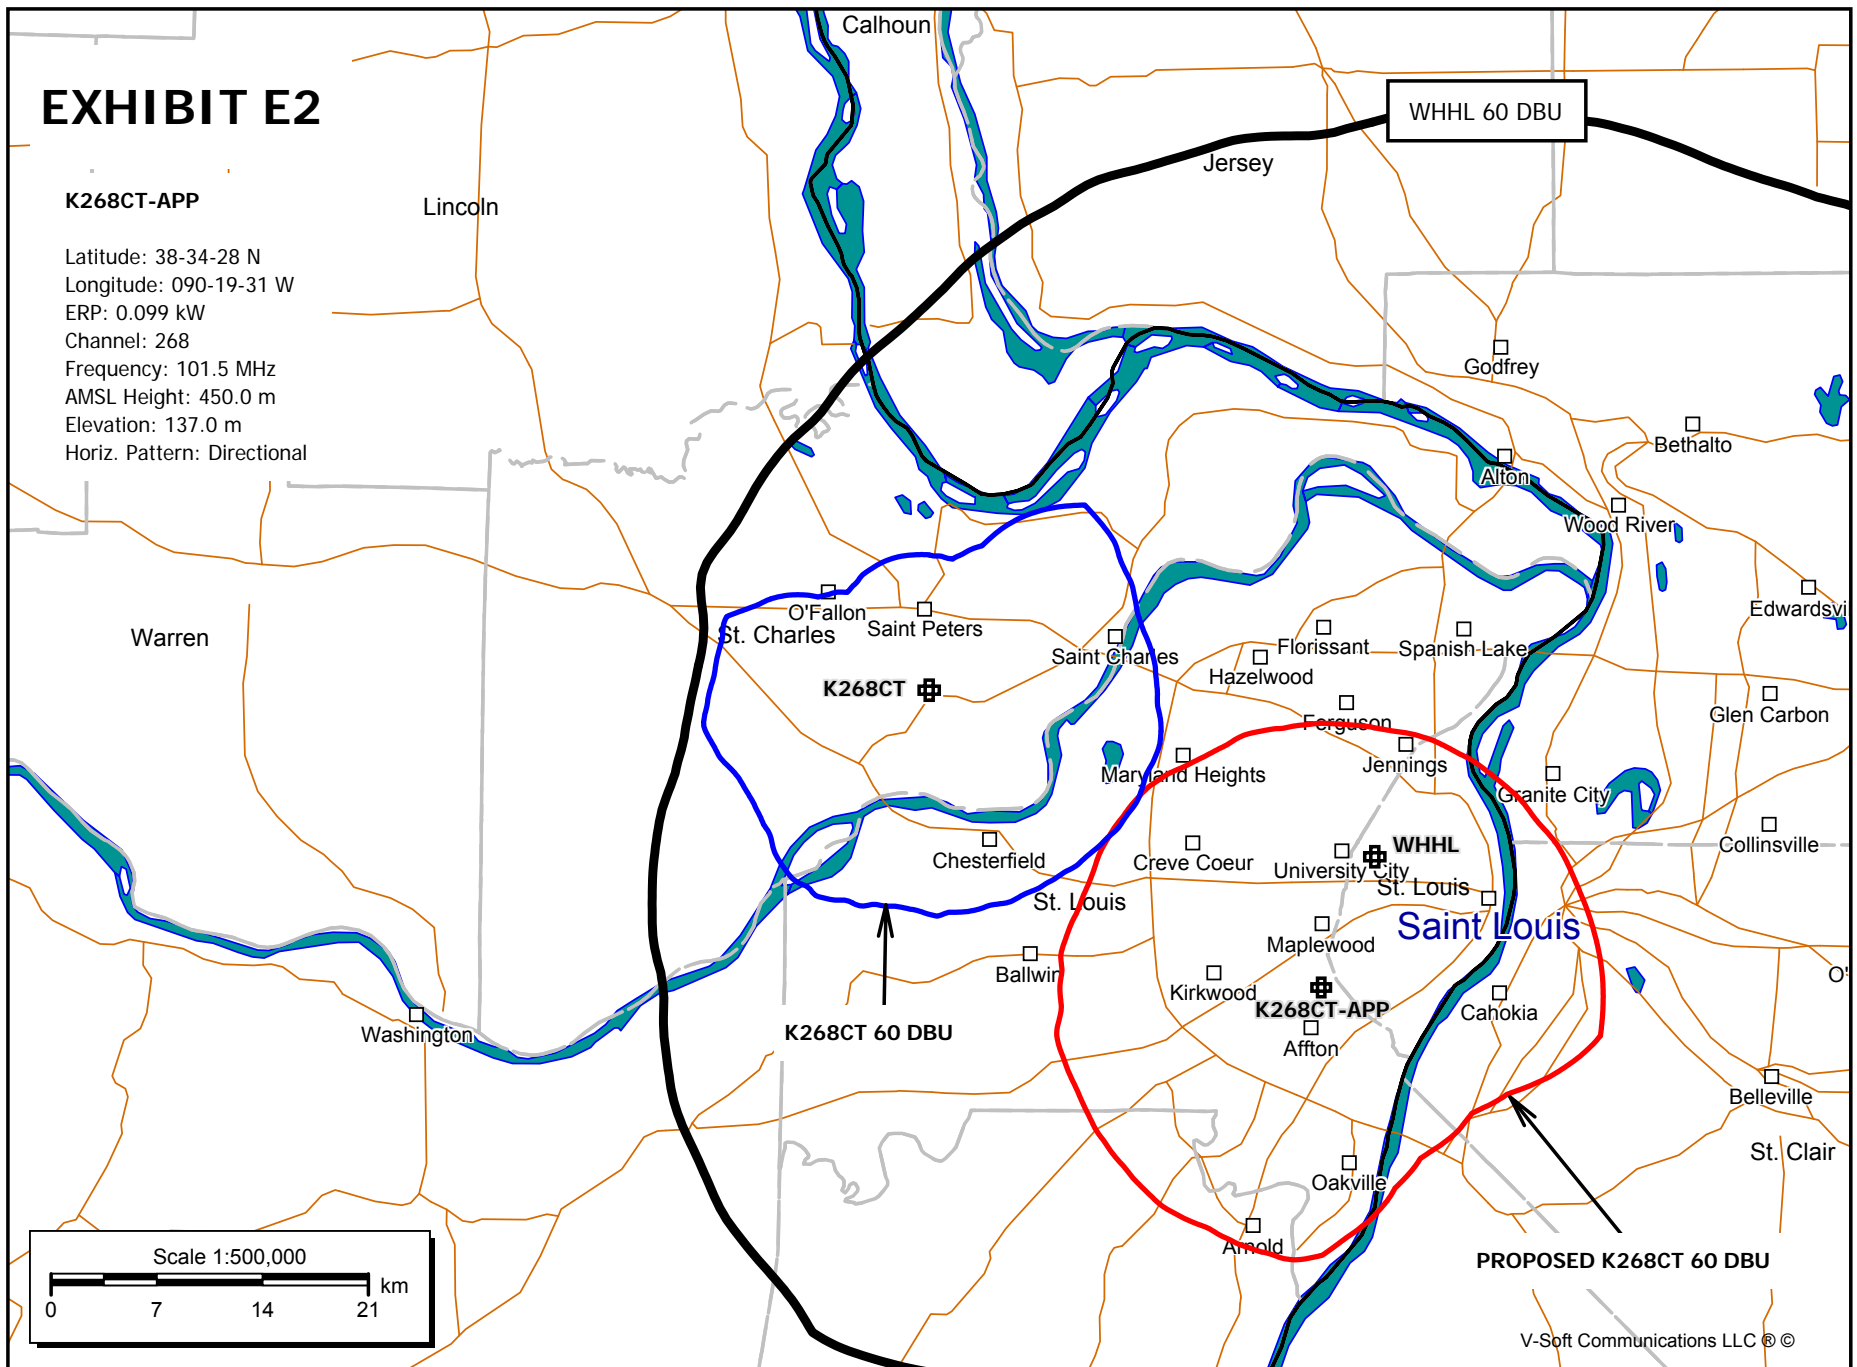 Calhoun
EXHIBIT E2
WHHL 60 DBU
Jersey
K268CT-APP
Lincoln
Latitude: 38-34-28 N
Longitude: 090-19-31 W
ERP: 0.099 kW
Channel: 268
Frequency: 101.5 MHz
AMSL Height: 450.0 m
Elevation: 137.0 m
Horiz. Pattern: Directional
Godfrey
Bethalto
Alton
Wood River
Edwardsvi
O'Fallon
Saint Peters
St. Charles
Warren
Saint Charles
Florissant
Spanish Lake
Hazelwood
K268CT
Glen Carbon
Ferguson
Jennings
Maryland Heights
Granite City
Collinsville
WHHL
Chesterfield
Creve Coeur
University City
St. Louis
St. Louis
Saint Louis
Maplewood
Ballwin
O'
Kirkwood
K268CT-APP
Cahokia
Washington
K268CT 60 DBU
Affton
Belleville
St. Clair
Oakville
Arnold
PROPOSED K268CT 60 DBU
Scale 1:500,000
km
0 7 14 21
V-Soft Communications LLC ® ©